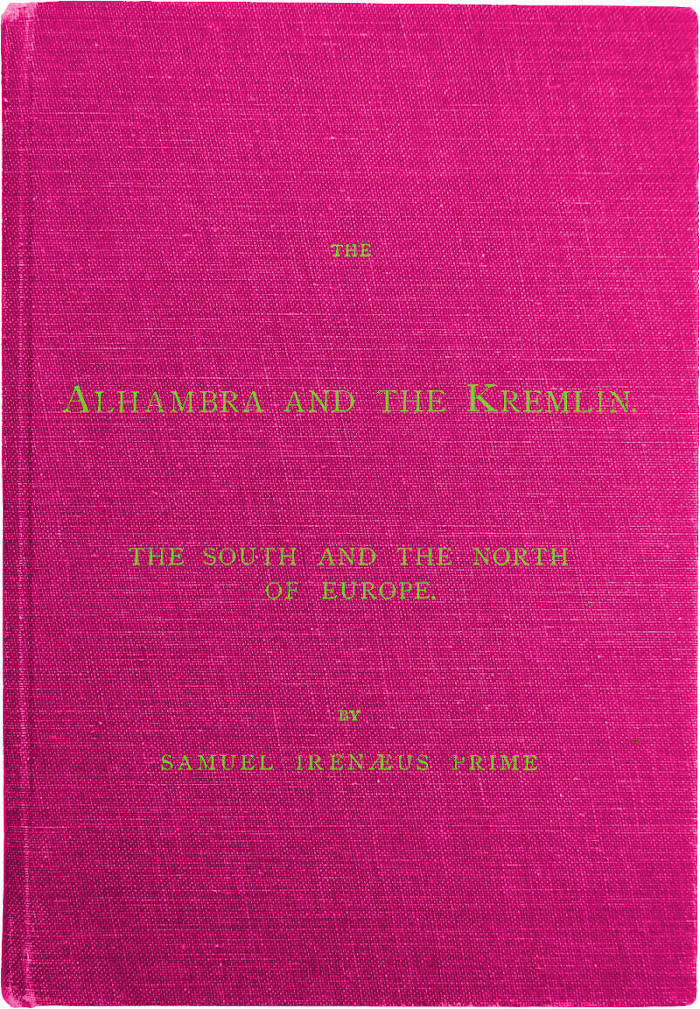 THE
ALHAMBRA AND THE KREMLIN.
THE SOUTH AND THE NORTH
OF EUROPE.
BY
SAMUEL IRENÆUS PRIME